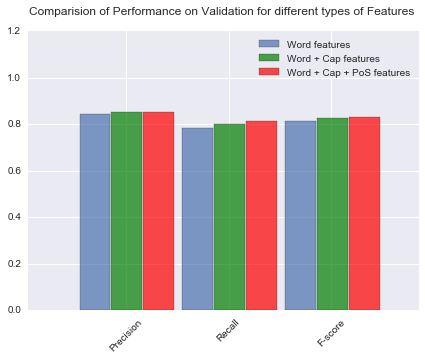 Comparision of Performance on Validation for different types of Features
1.2
1.0
0.8
0.6
0.4
0.2
0.0
Word features
Word + Cap features
Word + Cap + PoS features
Precision
Recall
F-score